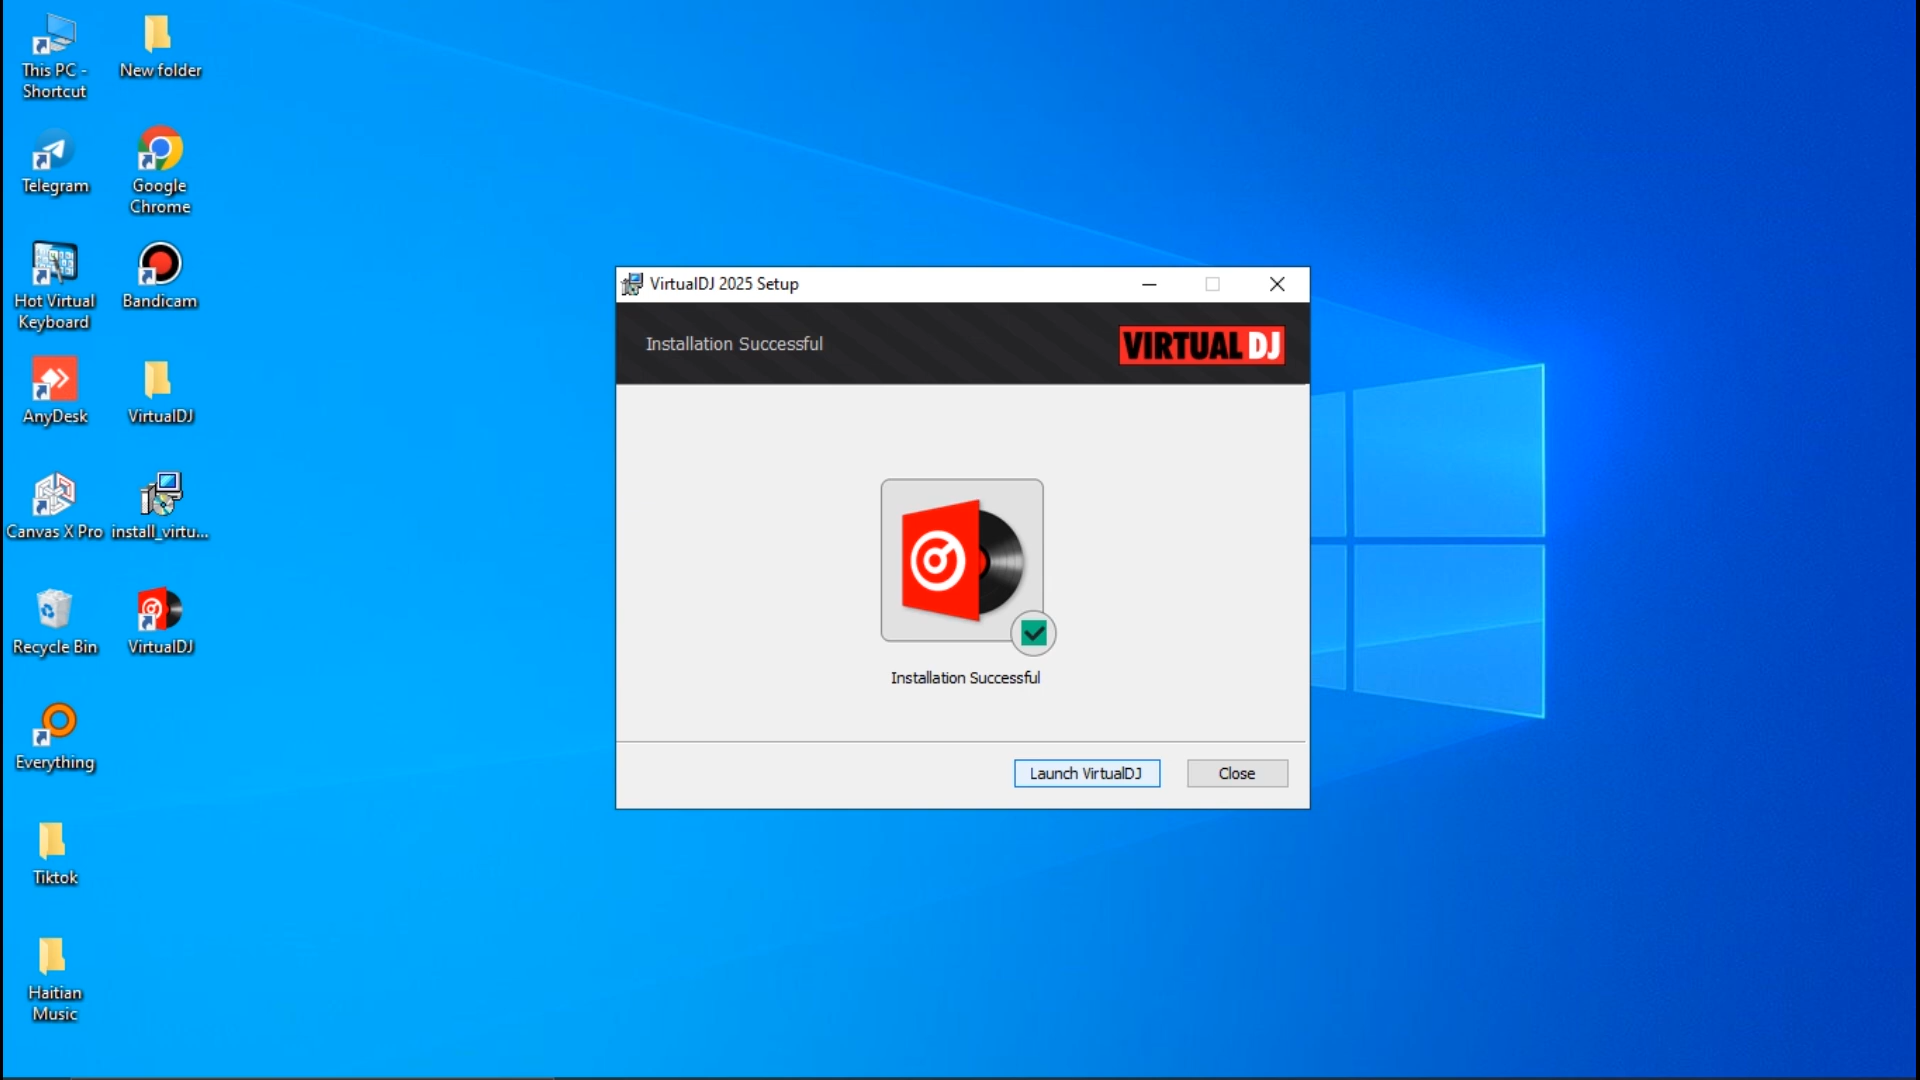 This PC -
Shortcut
New folder
Telegram
Google
Chrome
Hot Virtual
Keyboard
Bandicam
AnyDesk
VirtualDJ
Canvas X Pro
install_virtu...
Recycle Bin
VirtualDJ
Everything
Tiktok
Haitian
Music
VirtualDJ 2025 Setup
Installation Successful
VIRTUAL DJ
Installation Successful
Launch VirtualDJ
Close